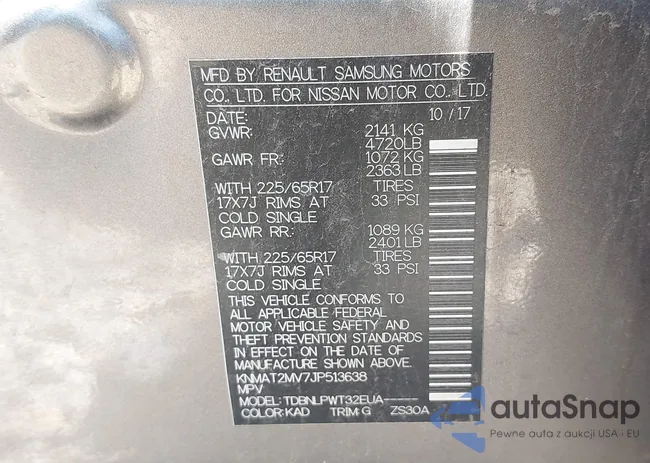 MFD BY RENAULT SAMSUNG MOTORS
CO., LTD. FOR NISSAN MOTOR CO., LTD.
DATE: 10/17
GVWR: 2141 KG
4720LB
GAWR FR: 1072 KG
2363 LB
WITH 225/65R17 TIRES
17X7J RIMS AT 33 PSI
COLD SINGLE
GAWR RR: 1089 KG
2401 LB
WITH 225/65R17 TIRES
17X7J RIMS AT 33 PSI
COLD SINGLE
THIS VEHICLE CONFORMS TO
ALL APPLICABLE FEDERAL
MOTOR VEHICLE SAFETY AND
THEFT PREVENTION STANDARDS
IN EFFECT ON THE DATE OF
MANUFACTURE SHOWN ABOVE.
KNMAT2MV7JP513638
MPV
MODEL: TDBNLPWT32EUA-----
COLOR: KAD TRIM: G ZS30A
autaSnap
Pewne auta z aukcji USA i EU